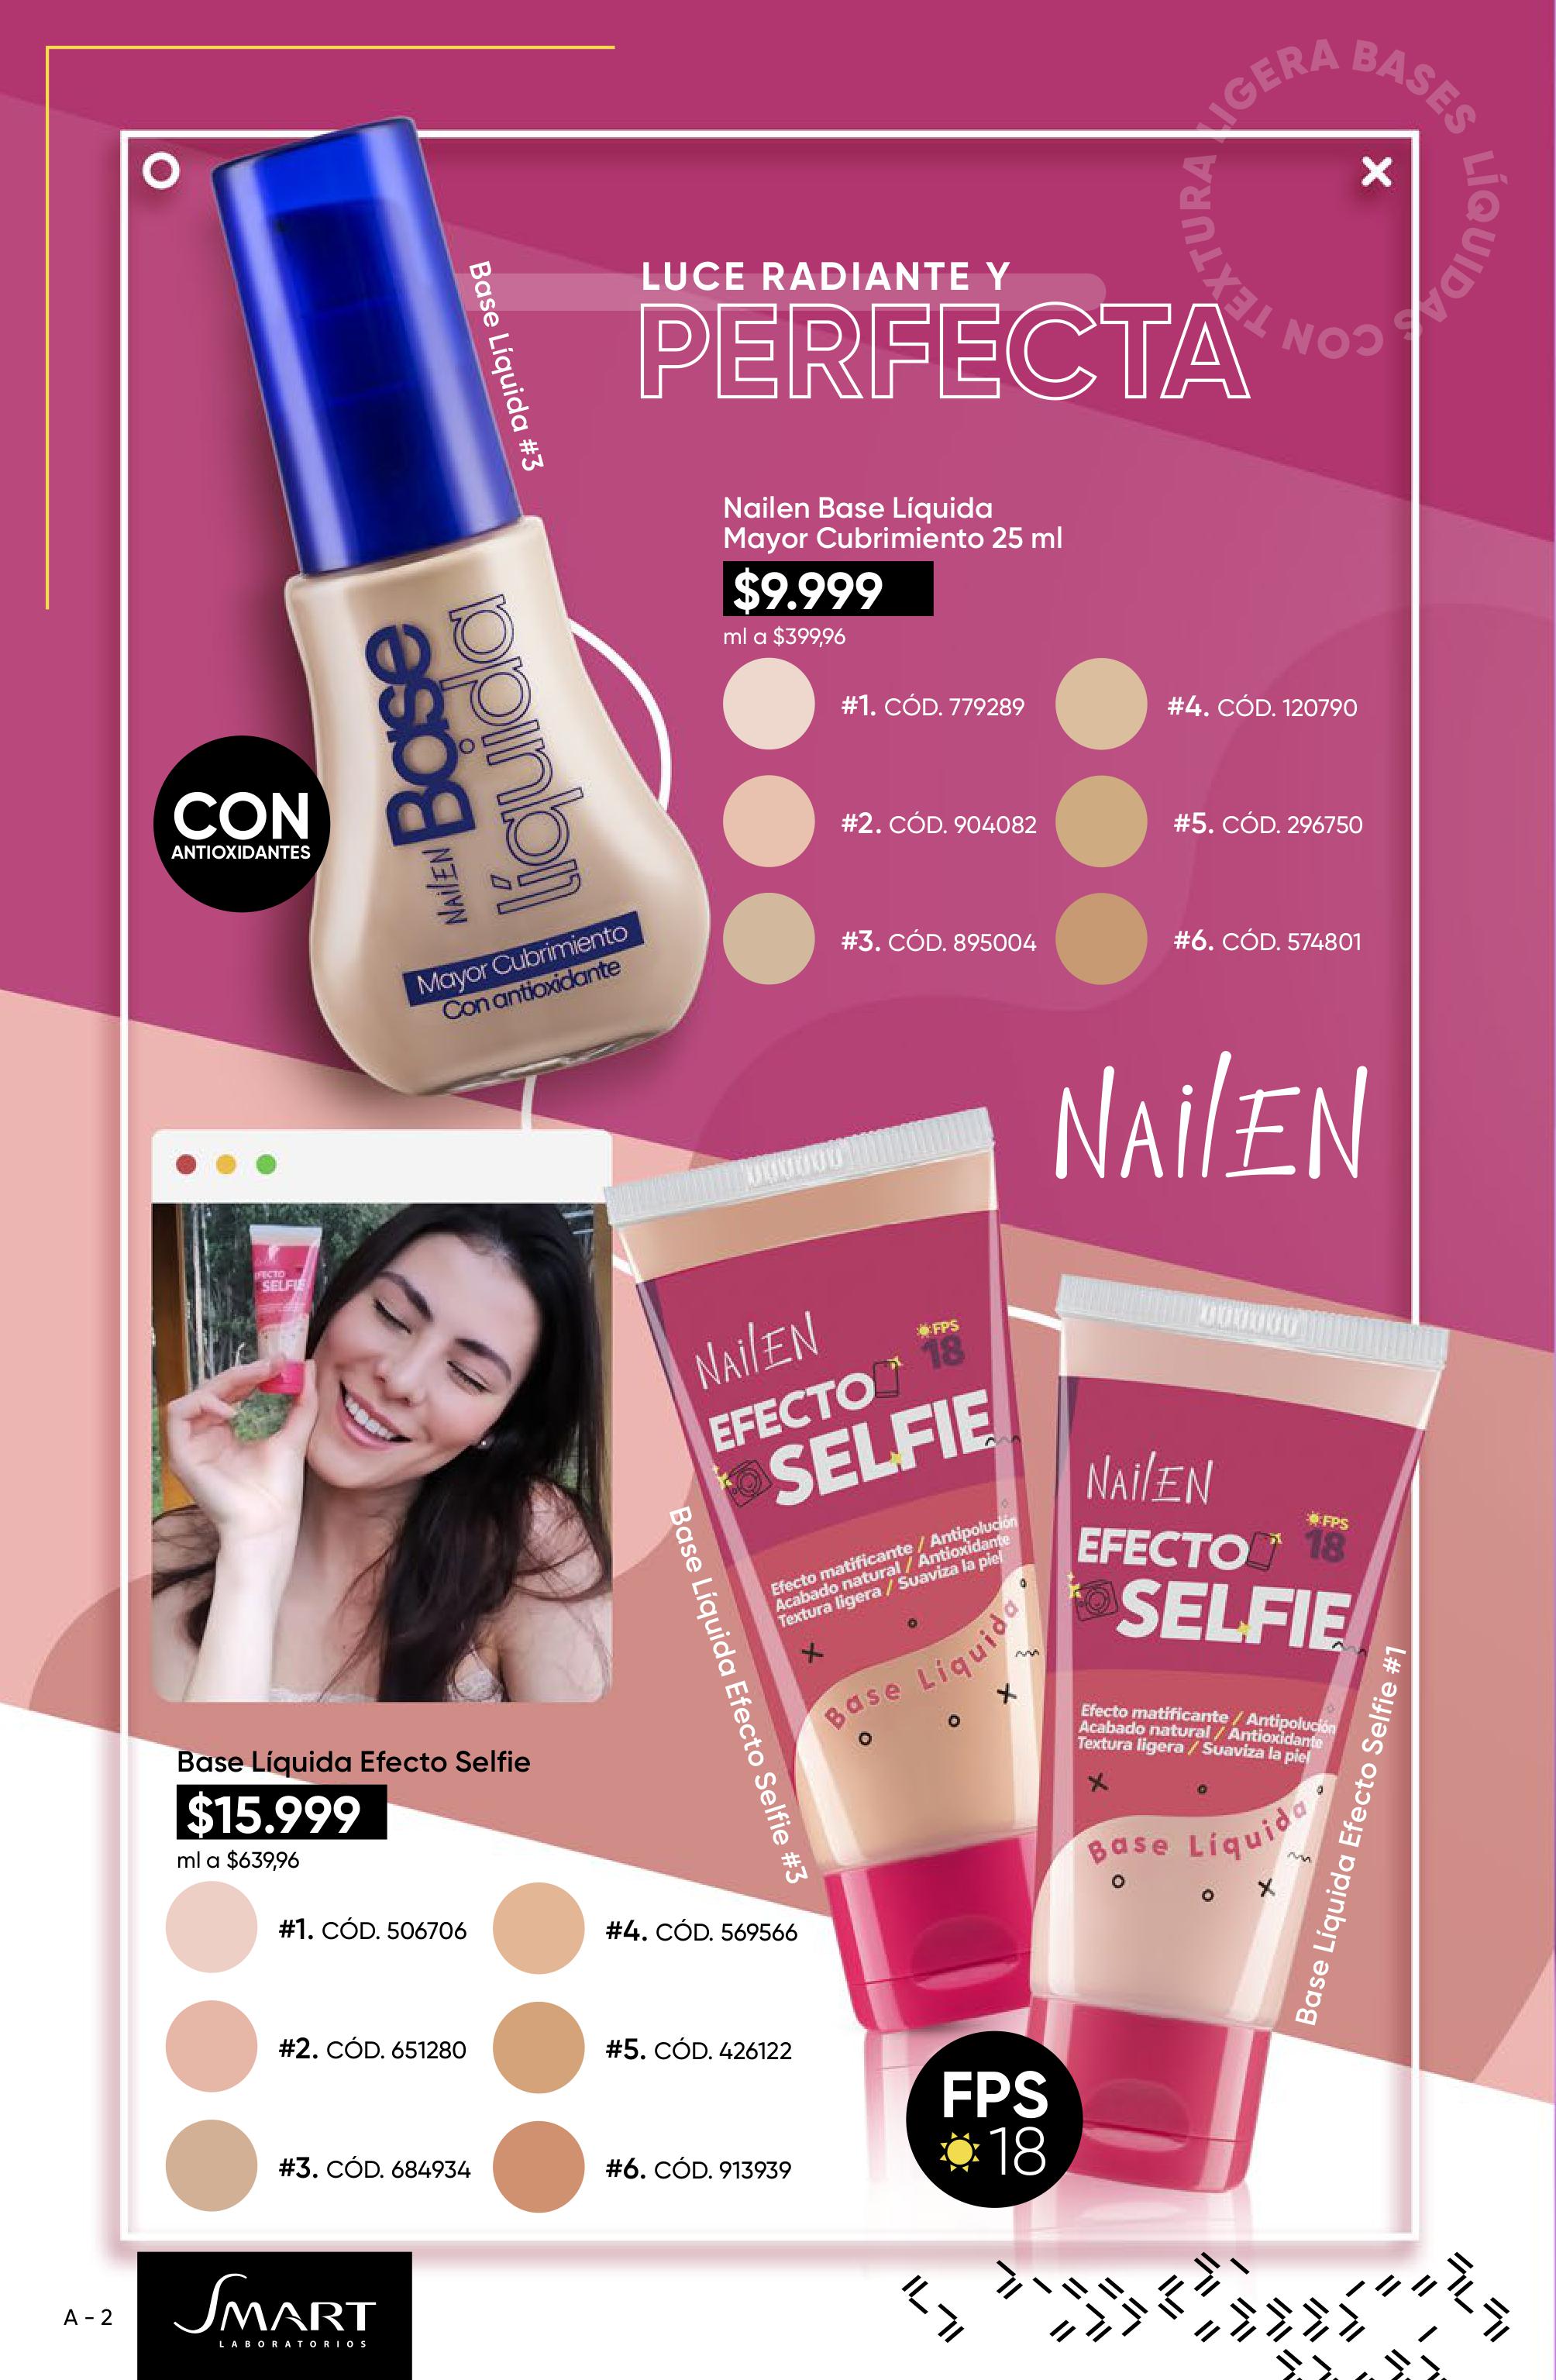 BASES LÍQUIDAS CON TEXTURA LIGERA
LUCE RADIANTE Y
PERFECTA
Base Líquida #3
Nailen Base Líquida
Mayor Cubrimiento 25 ml
$9.999
ml a $399,96
#1. CÓD. 779289
#4. CÓD. 120790
#2. CÓD. 904082
#5. CÓD. 296750
#3. CÓD. 895004
#6. CÓD. 574801
NAilEN Base
líquida
Mayor Cubrimiento
Con antioxidante
CON
ANTIOXIDANTES
NAilEN
EFECTO
SELFIE
NAilEN
FPS
18
EFECTO
SELFIE
Efecto matificante / Antipolución
Acabado natural / Antioxidante
Textura ligera / Suaviza la piel
Base Líquida
Base Líquida Efecto Selfie #3
NAilEN
FPS
18
EFECTO
SELFIE
Efecto matificante / Antipolución
Acabado natural / Antioxidante
Textura ligera / Suaviza la piel
Base Líquida
Base Líquida Efecto Selfie #1
Base Líquida Efecto Selfie
$15.999
ml a $639,96
#1. CÓD. 506706
#4. CÓD. 569566
#2. CÓD. 651280
#5. CÓD. 426122
#3. CÓD. 684934
#6. CÓD. 913939
FPS
18
A - 2
SMART
LABORATORIOS